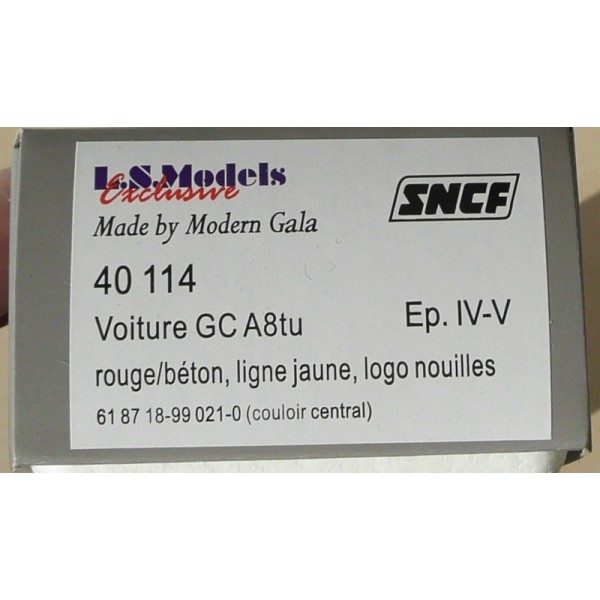 L.S.Models
Exclusive
SNCF
Made by Modern Gala
40 114
Voiture GC A8tu
Ep. IV-V
rouge/béton, ligne jaune, logo nouilles
61 87 18-99 021-0 (couloir central)